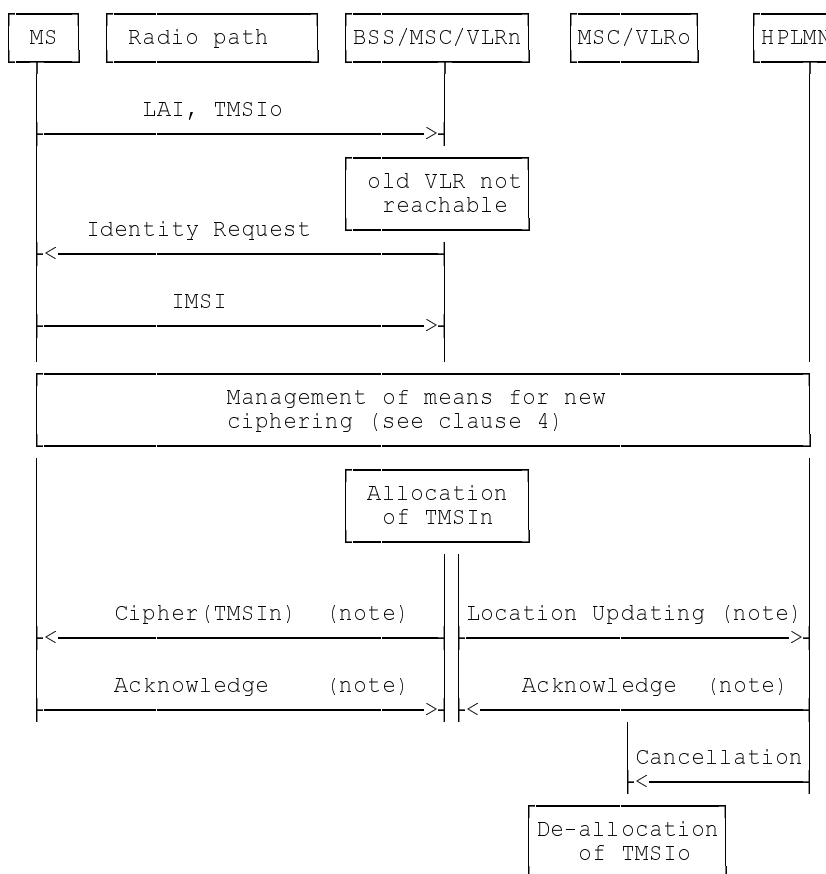 MS Radio path BSS/MSC/VLRn MSC/VLRo HPLMN
LAI, TMSIo
old VLR not
reachable
Identity Request
IMSI
Management of means for new
ciphering (see clause 4)
Allocation
of TMSIn
Cipher(TMSIn) (note) Location Updating (note)
Acknowledge (note) Acknowledge (note)
Cancellation
De-allocation
of TMSIo